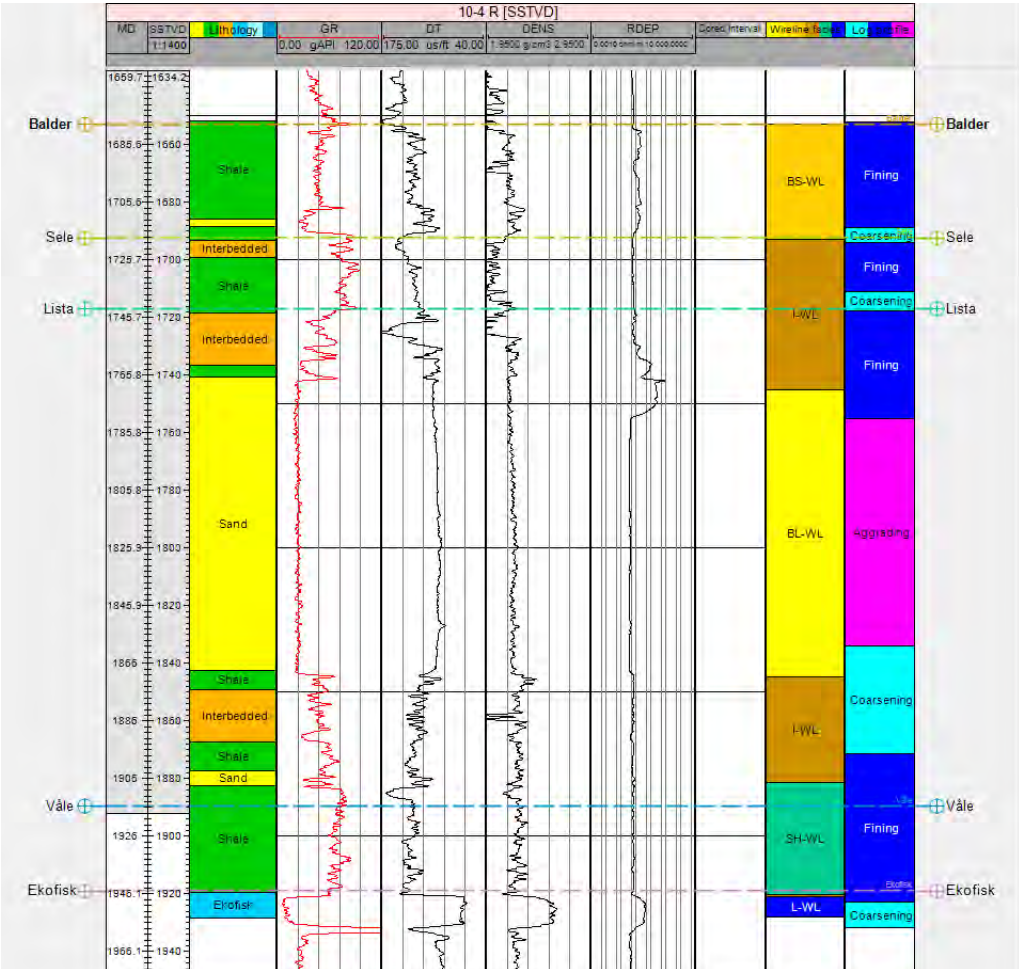 10-4 R [SSTVD]
MD SSTVD Lithology GR DT DENS RDEP Cored Interval Wireline facies
1:1400 0.00 gAPI 120.00 175.00 us/ft 40.00 1.9500 g/cm3 2.9500
1659.7 1634.2
Balder Balder
1685.6 1660 Shale BS-WL Fining
1705.6 1680
Sele Coarsening Sele
Interbedded
1725.7 1700 Fining
Shale
Coarsening
Lista I-WL Lista
1745.7 1720
Interbedded
1765.8 1740 Fining
1785.8 1760
1805.8 1780
Sand BL-WL Aggrading
1825.9 1800
1845.9 1820
1866 1840
Shale
Coarsening
1886 1860 Interbedded I-WL
Shale
1905 1880 Sand
Våle Våle Våle
1926 1900 Shale SH-WL Fining
Ekofisk Ekofisk Ekofisk
1946.1 1920
Ekofisk L-WL Coarsening
1966.1 1940